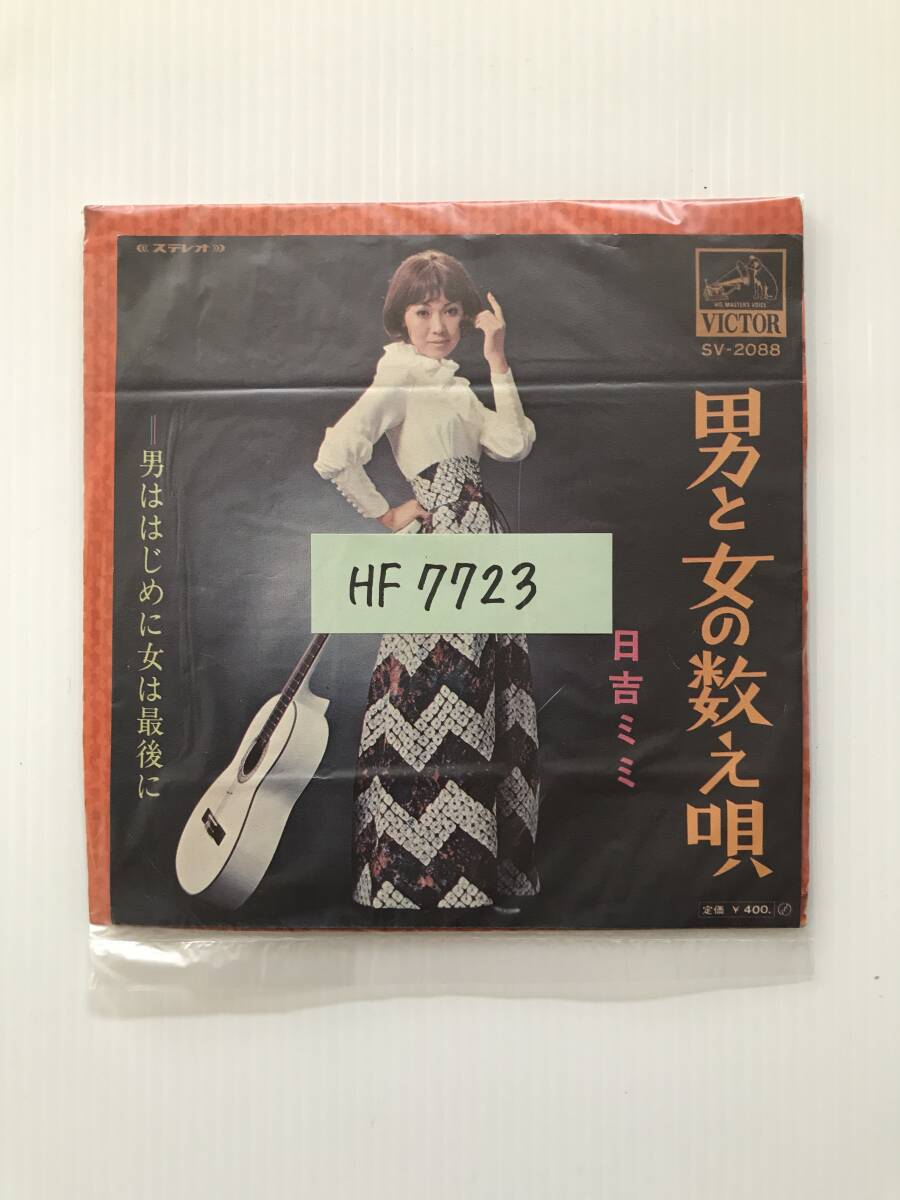 《ステレオ》
HIS MASTER'S VOICE
VICTOR
SV-2088
男と女の数え唄
日吉ミミ
=男ははじめに女は最後に
HF 7723
定価 ¥400.